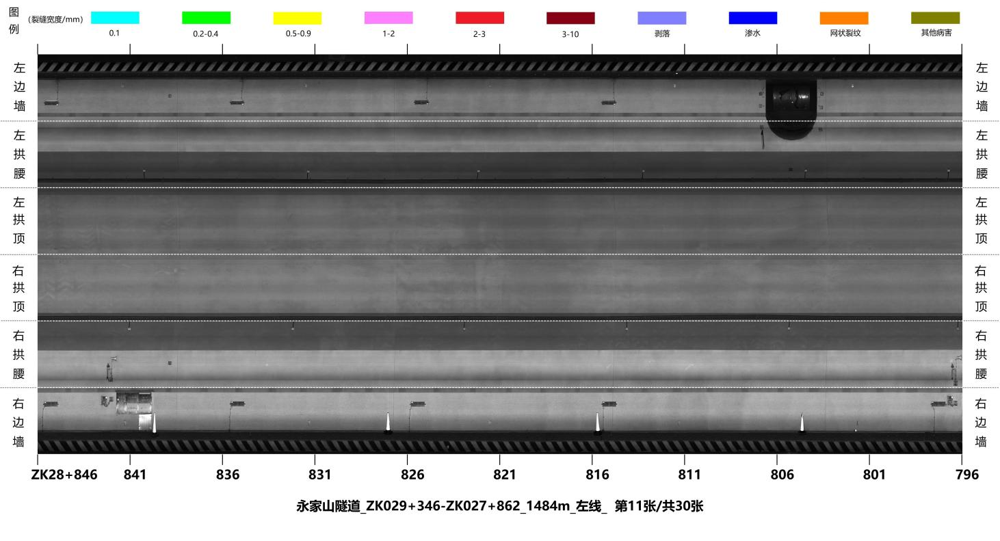 图例
(裂缝宽度/mm)
0.1
0.2-0.4
0.5-0.9
1-2
2-3
3-10
剥落
渗水
网状裂纹
其他病害
左边墙
左边墙
左拱腰
左拱腰
左拱顶
左拱顶
右拱顶
右拱顶
右拱腰
右拱腰
右边墙
右边墙
ZK28+846 841 836 831 826 821 816 811 806 801 796
永家山隧道_ZK029+346-ZK027+862_1484m_左线_ 第11张/共30张